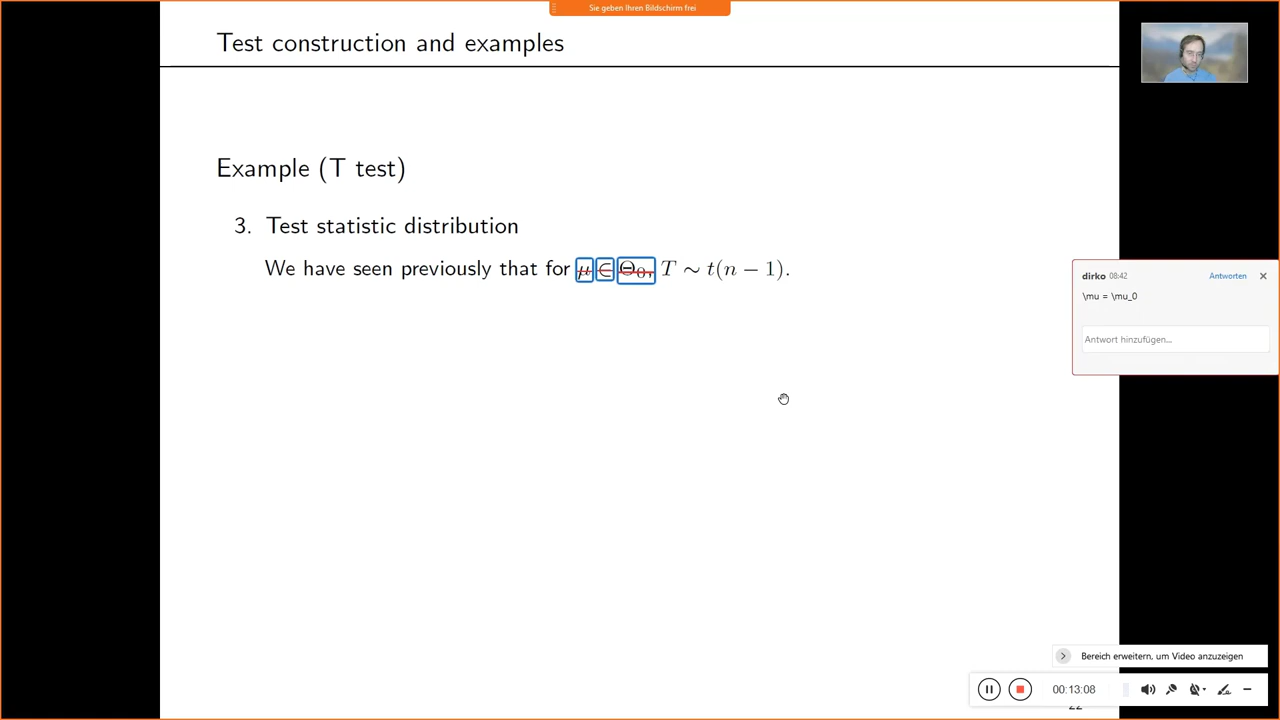 Sie geben Ihren Bildschirm frei
Test construction and examples
Example (T test)
3. Test statistic distribution
We have seen previously that for μ ∈ Θ₀, T ∼ t(n − 1).
dirko 08:42 Antworten
\mu = \mu_0
Antwort hinzufügen...
Bereich erweitern, um Video anzuzeigen
00:13:08
22